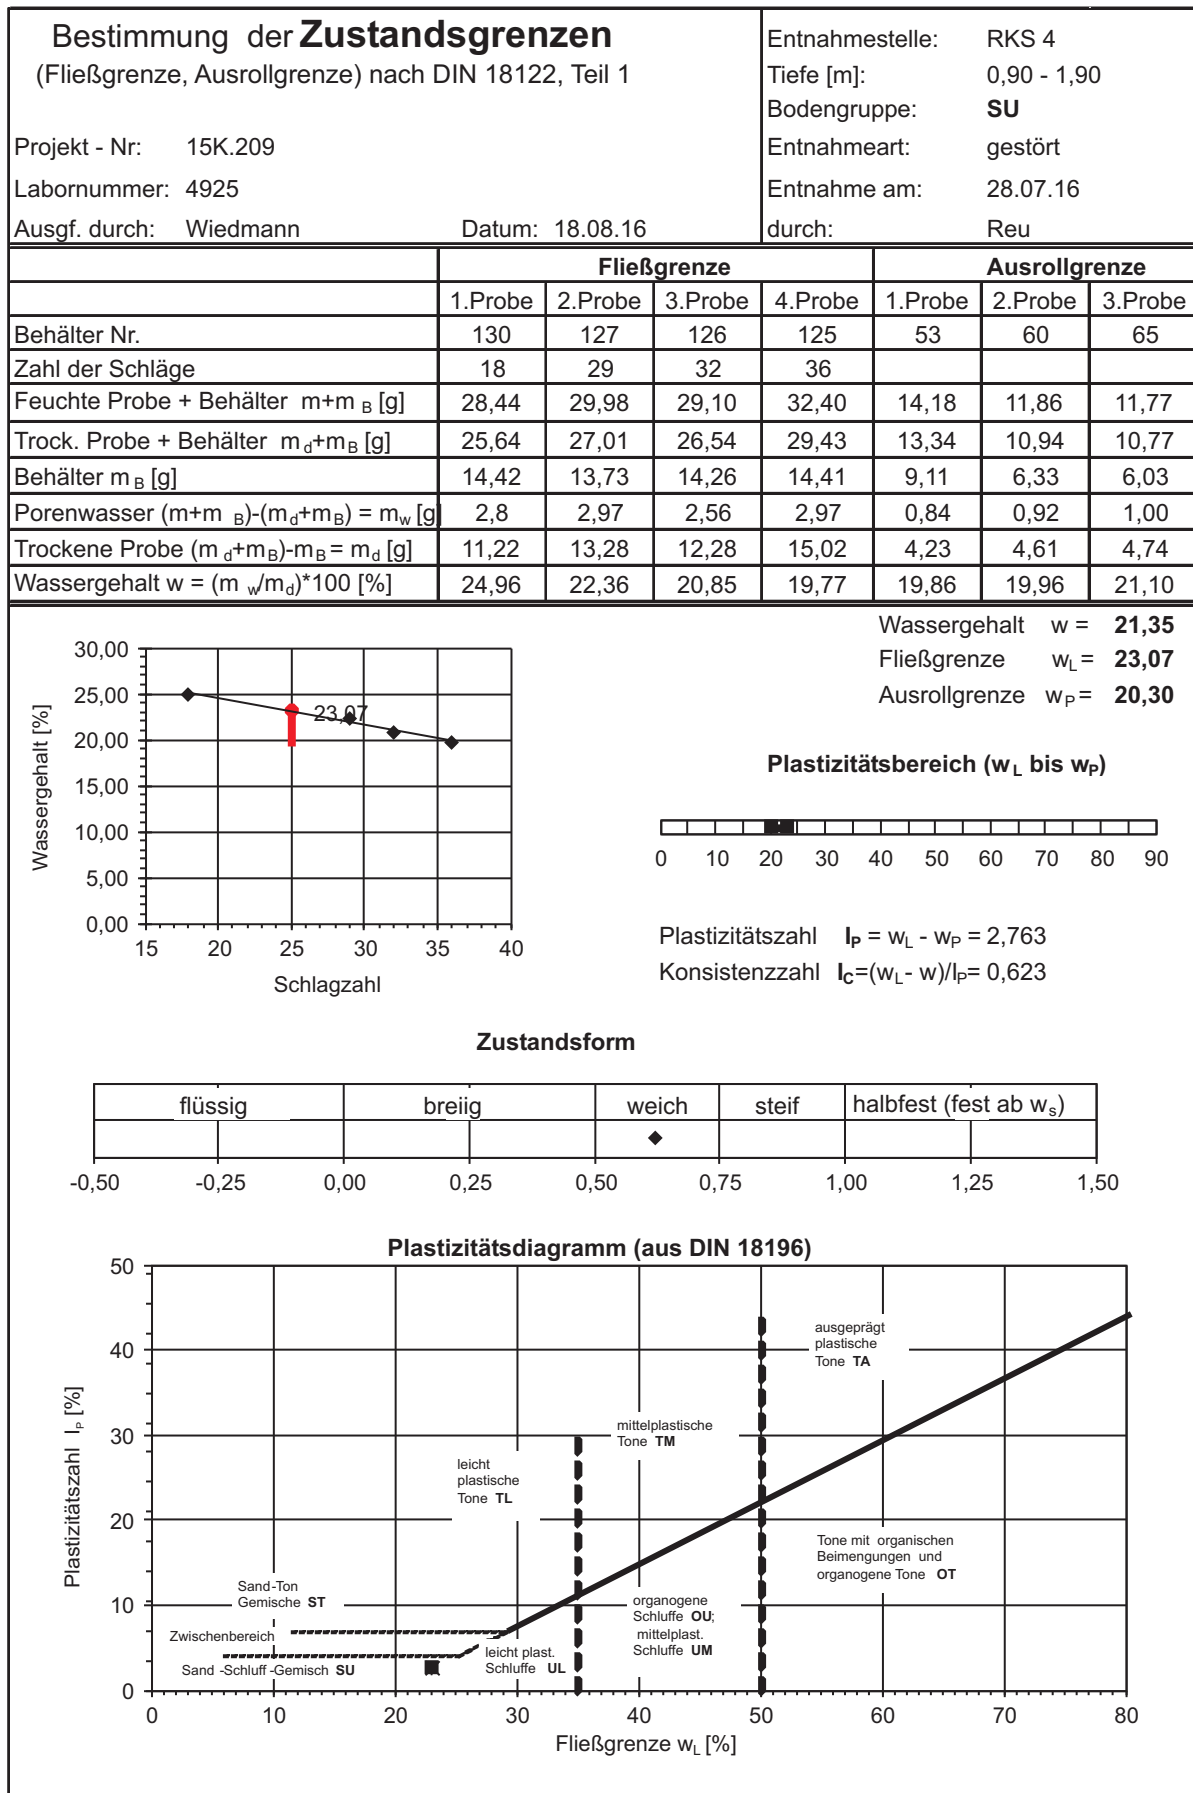 Bestimmung der Zustandsgrenzen
(Fließgrenze, Ausrollgrenze) nach DIN 18122, Teil 1
Projekt - Nr: 15K.209
Labornummer: 4925
Ausgf. durch: Wiedmann Datum: 18.08.16
Entnahmestelle: RKS 4
Tiefe [m]: 0,90 - 1,90
Bodengruppe: SU
Entnahmeart: gestört
Entnahme am: 28.07.16
durch: Reu
Fließgrenze Ausrollgrenze
1.Probe 2.Probe 3.Probe 4.Probe 1.Probe 2.Probe 3.Probe
Behälter Nr. 130 127 126 125 53 60 65
Zahl der Schläge 18 29 32 36
Feuchte Probe + Behälter m+m B [g] 28,44 29,98 29,10 32,40 14,18 11,86 11,77
Trock. Probe + Behälter md+mB [g] 25,64 27,01 26,54 29,43 13,34 10,94 10,77
Behälter mB [g] 14,42 13,73 14,26 14,41 9,11 6,33 6,03
Porenwasser (m+m B)-(md+mB) = mw [g] 2,8 2,97 2,56 2,97 0,84 0,92 1,00
Trockene Probe (md+mB)-mB = md [g] 11,22 13,28 12,28 15,02 4,23 4,61 4,74
Wassergehalt w = (m w/md)*100 [%] 24,96 22,36 20,85 19,77 19,86 19,96 21,10
Wassergehalt w = 21,35
Fließgrenze wL = 23,07
Ausrollgrenze wP = 20,30
30,00
25,00
20,00
15,00
10,00
5,00
0,00
Wassergehalt [%]
23,07
15 20 25 30 35 40
Schlagzahl
Plastizitätsbereich (wL bis wP)
0 10 20 30 40 50 60 70 80 90
Plastizitätszahl IP = wL - wP = 2,763
Konsistenzzahl IC=(wL- w)/IP= 0,623
Zustandsform
flüssig breiig weich steif halbfest (fest ab ws)
-0,50 -0,25 0,00 0,25 0,50 0,75 1,00 1,25 1,50
Plastizitätsdiagramm (aus DIN 18196)
50
40
30
20
10
0
Plastizitätszahl IP [%]
ausgeprägt
plastische
Tone TA
mittelplastische
Tone TM
leicht
plastische
Tone TL
Tone mit organischen
Beimengungen und
organogene Tone OT
Sand-Ton
Gemische ST
organogene
Schluffe OU;
mittelplast.
Schluffe UM
Zwischenbereich
leicht plast.
Schluffe UL
Sand -Schluff -Gemisch SU
0 10 20 30 40 50 60 70 80
Fließgrenze wL [%]